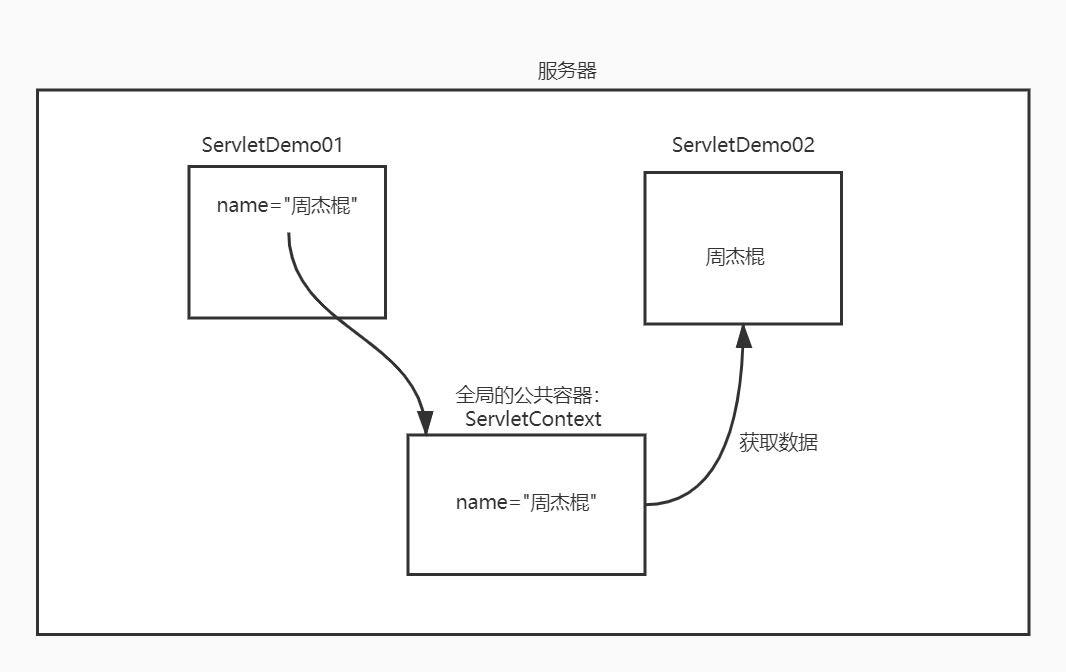 服务器
ServletDemo01
ServletDemo02
name="周杰棍"
周杰棍
全局的公共容器：
ServletContext
获取数据
name="周杰棍"